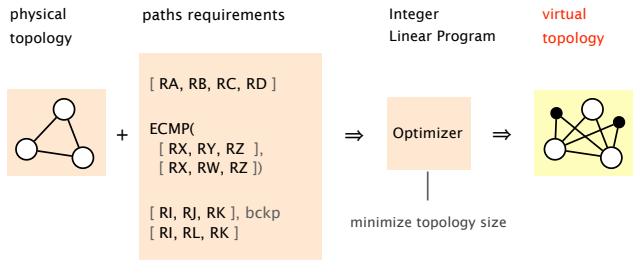 physical
topology
paths requirements
Integer
Linear Program
virtual
topology
[ RA, RB, RC, RD ]
ECMP(
[ RX, RY, RZ ],
[ RX, RW, RZ ])
[ RI, RJ, RK ], bckp
[ RI, RL, RK ]
+
⇒
Optimizer
⇒
minimize topology size